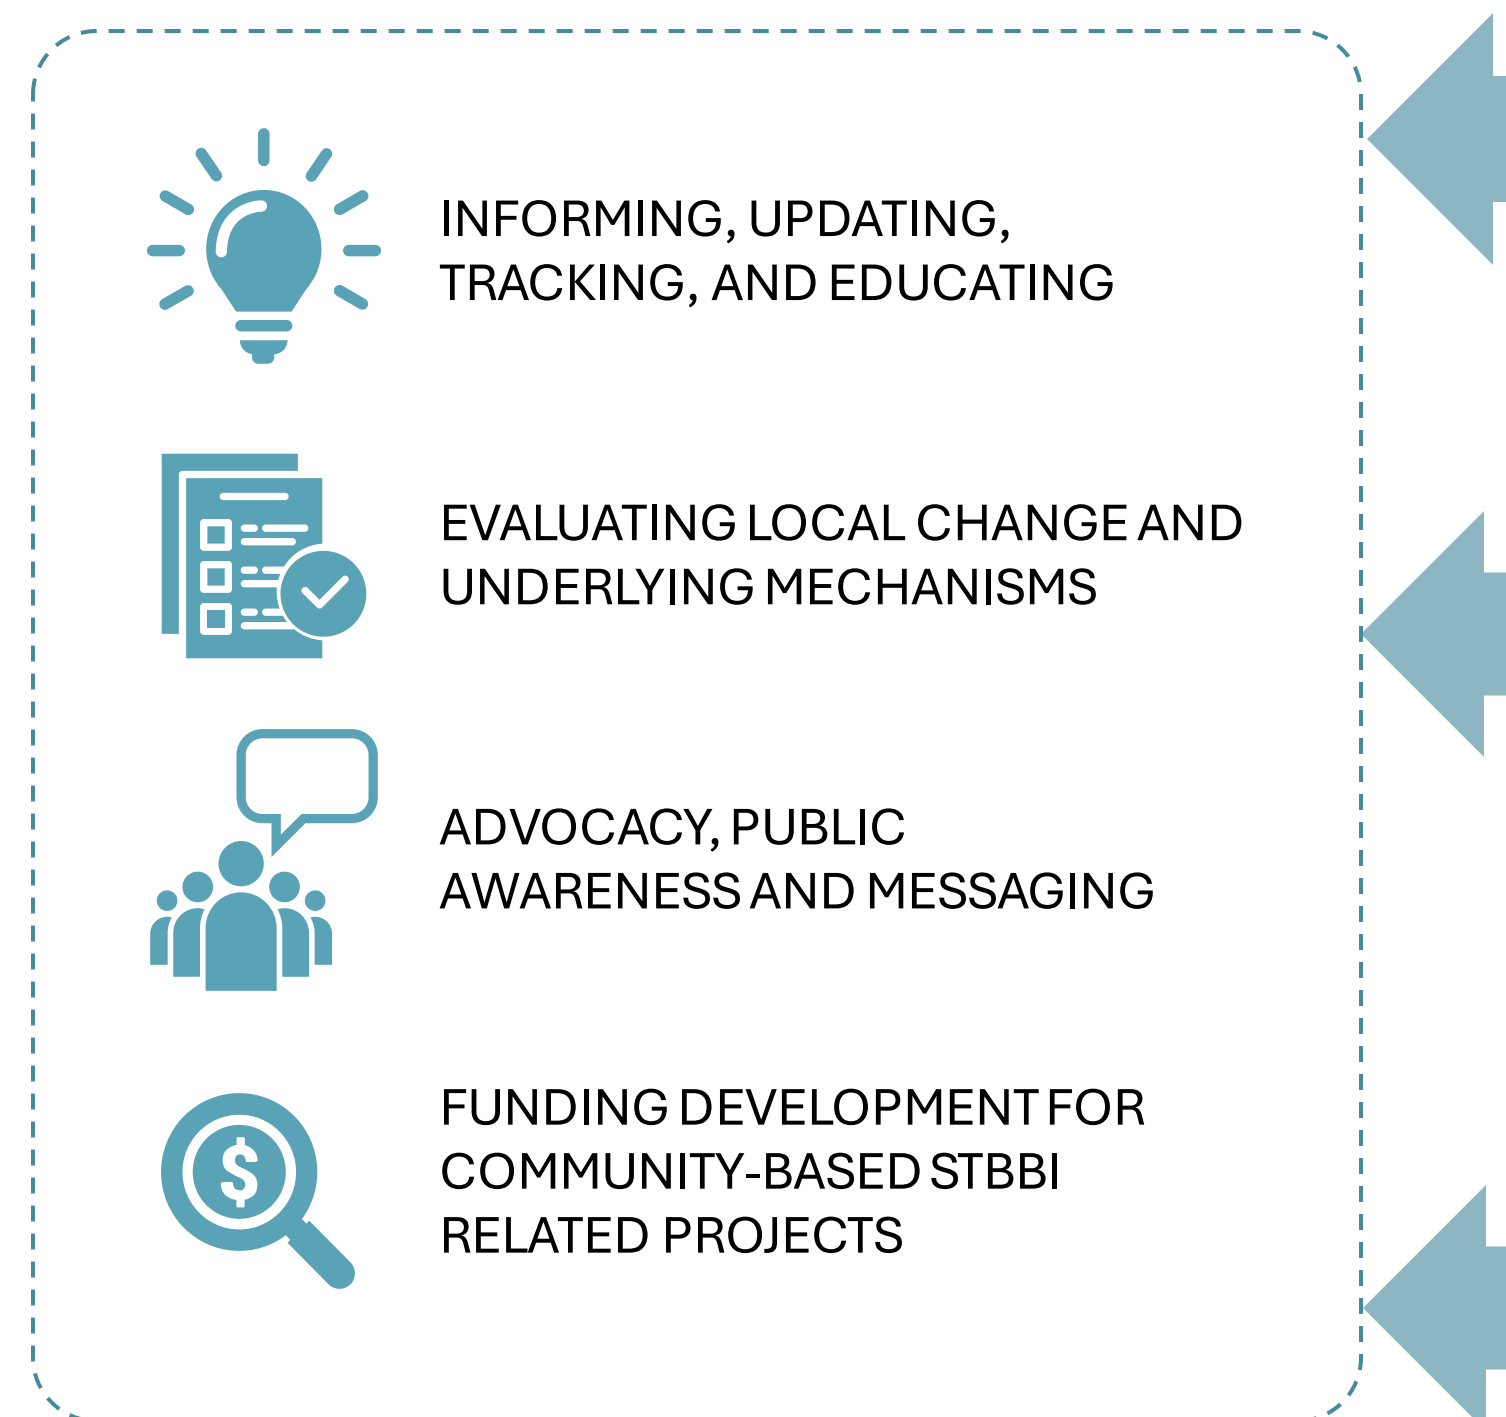 INFORMING, UPDATING,
TRACKING, AND EDUCATING
EVALUATING LOCAL CHANGE AND
UNDERLYING MECHANISMS
ADVOCACY, PUBLIC
AWARENESS AND MESSAGING
$
FUNDING DEVELOPMENT FOR
COMMUNITY-BASED STBBI
RELATED PROJECTS